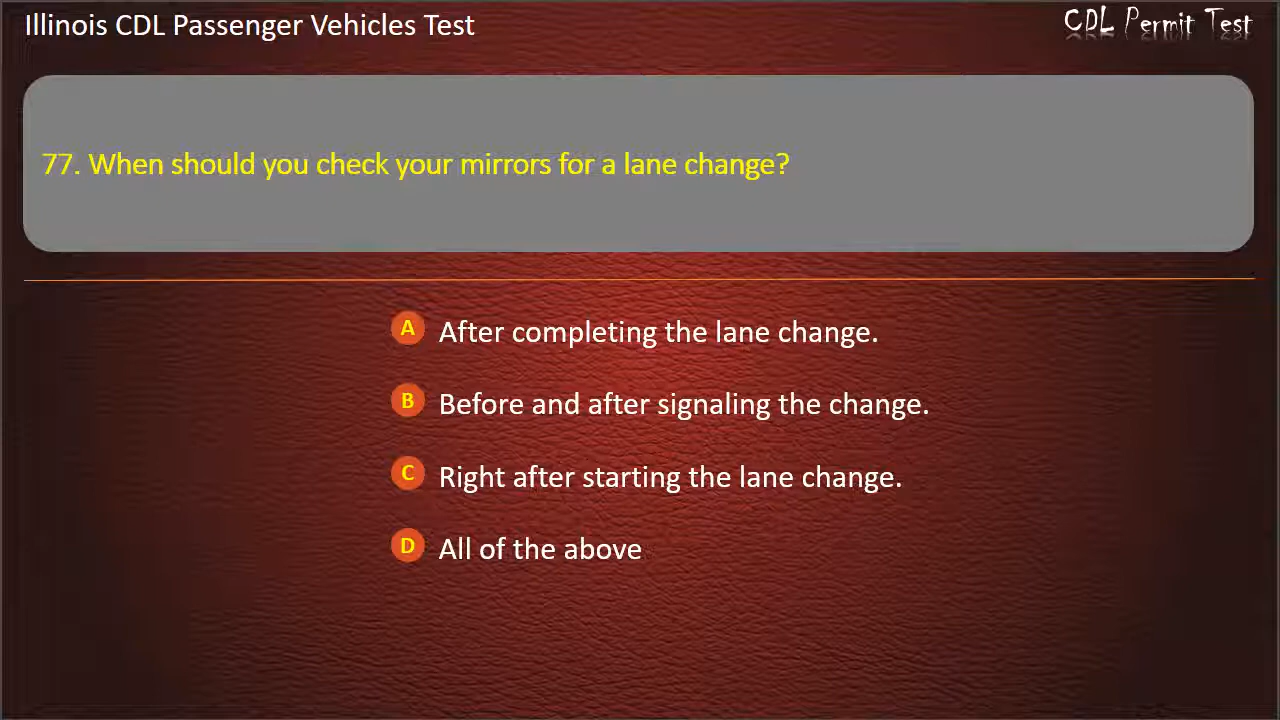 Illinois CDL Passenger Vehicles Test
CDL Permit Test
77. When should you check your mirrors for a lane change?
A After completing the lane change.
B Before and after signaling the change.
C Right after starting the lane change.
D All of the above